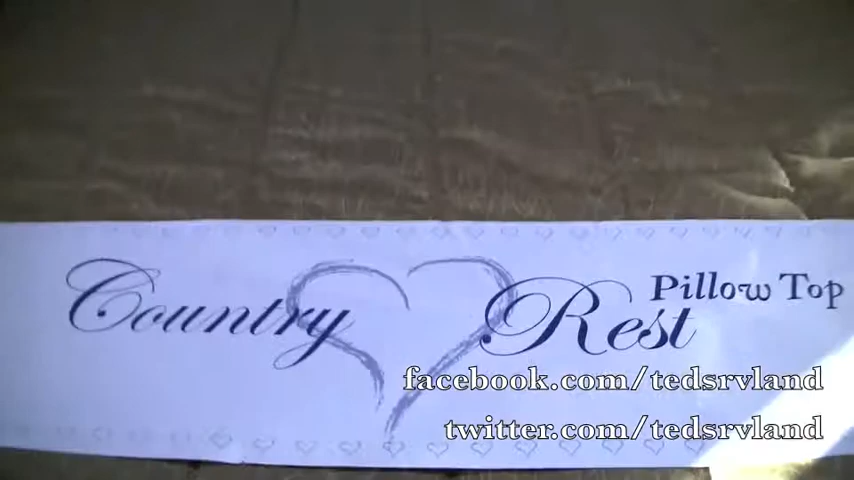 Country Rest Pillow Top
facebook.com/tedsrvland
twitter.com/tedsrvland